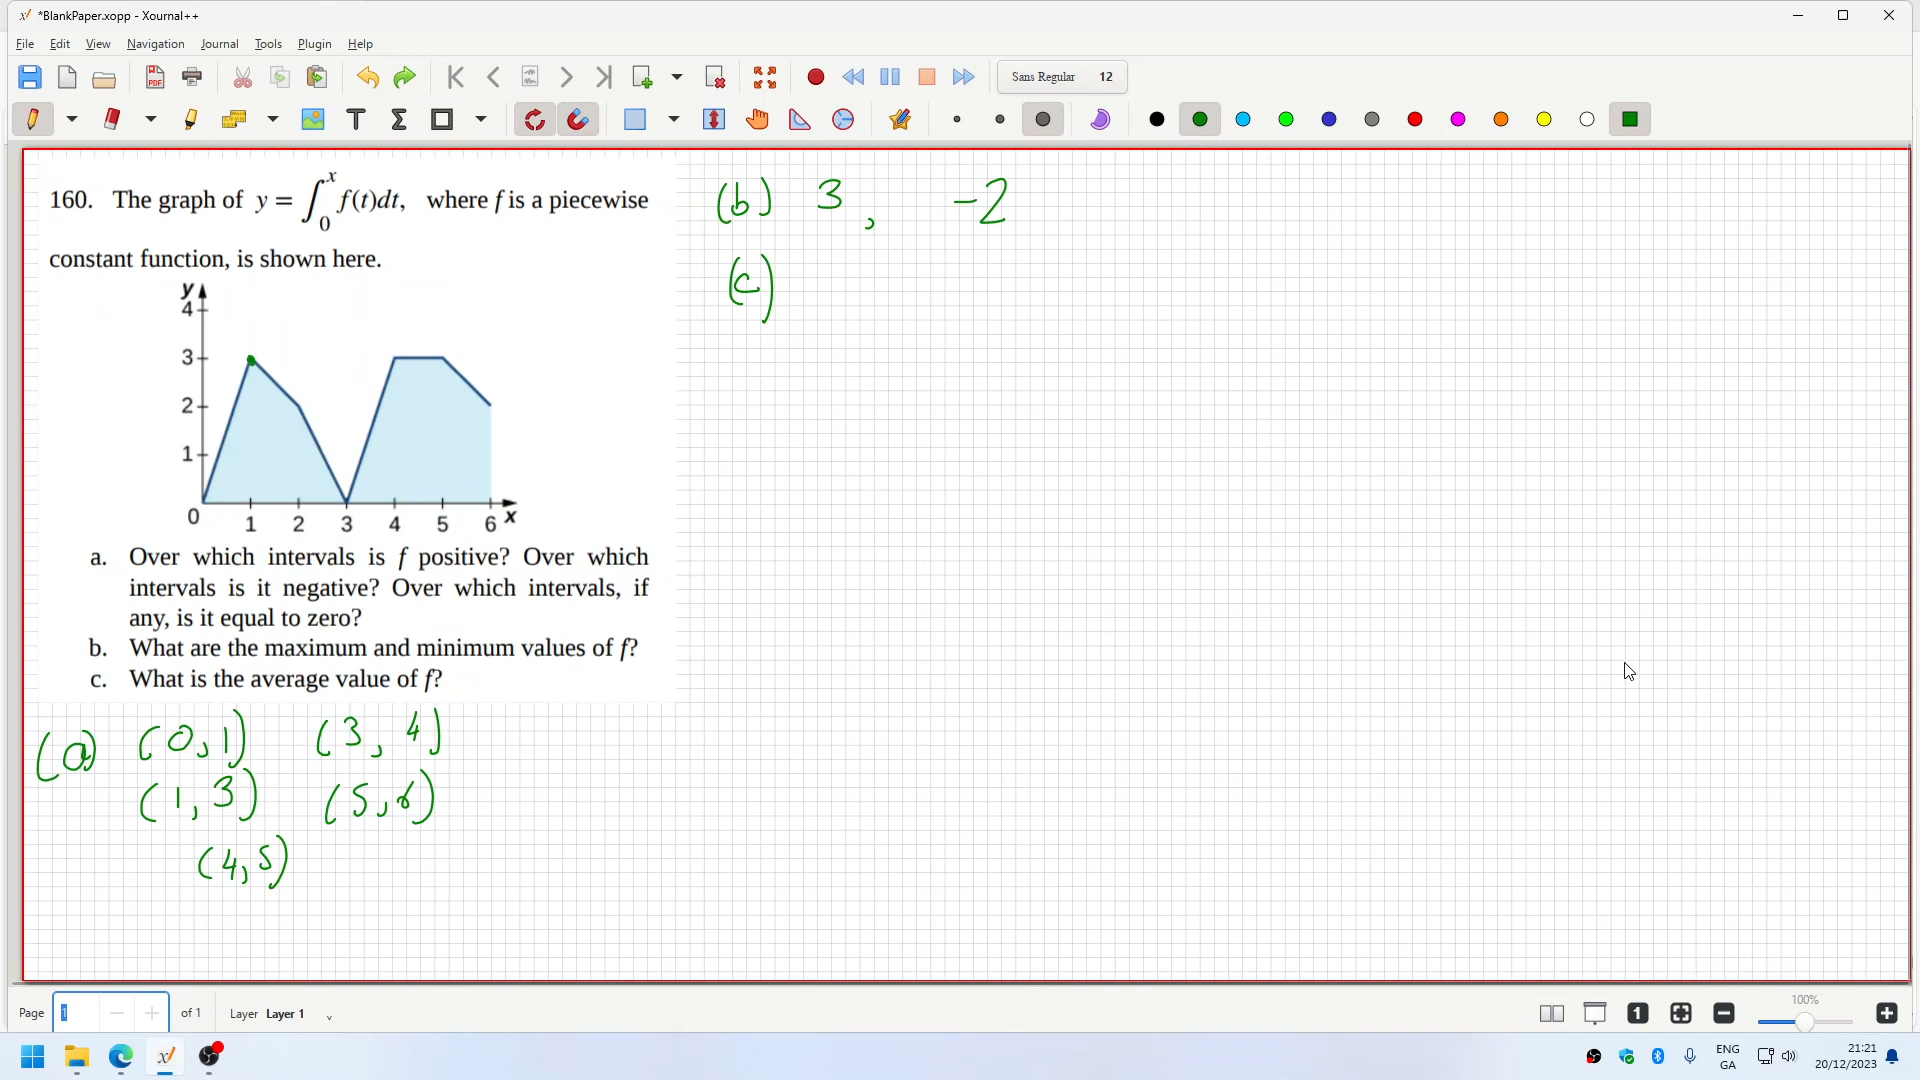 *BlankPaper.xopp - Xournal++
File Edit View Navigation Journal Tools Plugin Help
PDF
Sans Regular 12
160. The graph of y = ∫₀ˣ f(t)dt, where f is a piecewise
constant function, is shown here.
y
4
3
2
1
0 1 2 3 4 5 6 x
a. Over which intervals is f positive? Over which
intervals is it negative? Over which intervals, if
any, is it equal to zero?
b. What are the maximum and minimum values of f?
c. What is the average value of f?
(a) (0,1) (3, 4)
(1, 3) (5,6)
(4,5)
(b) 3 , -2
(c)
Page 1 of 1 Layer Layer 1
1
100%
ENG
GA
21:21
20/12/2023